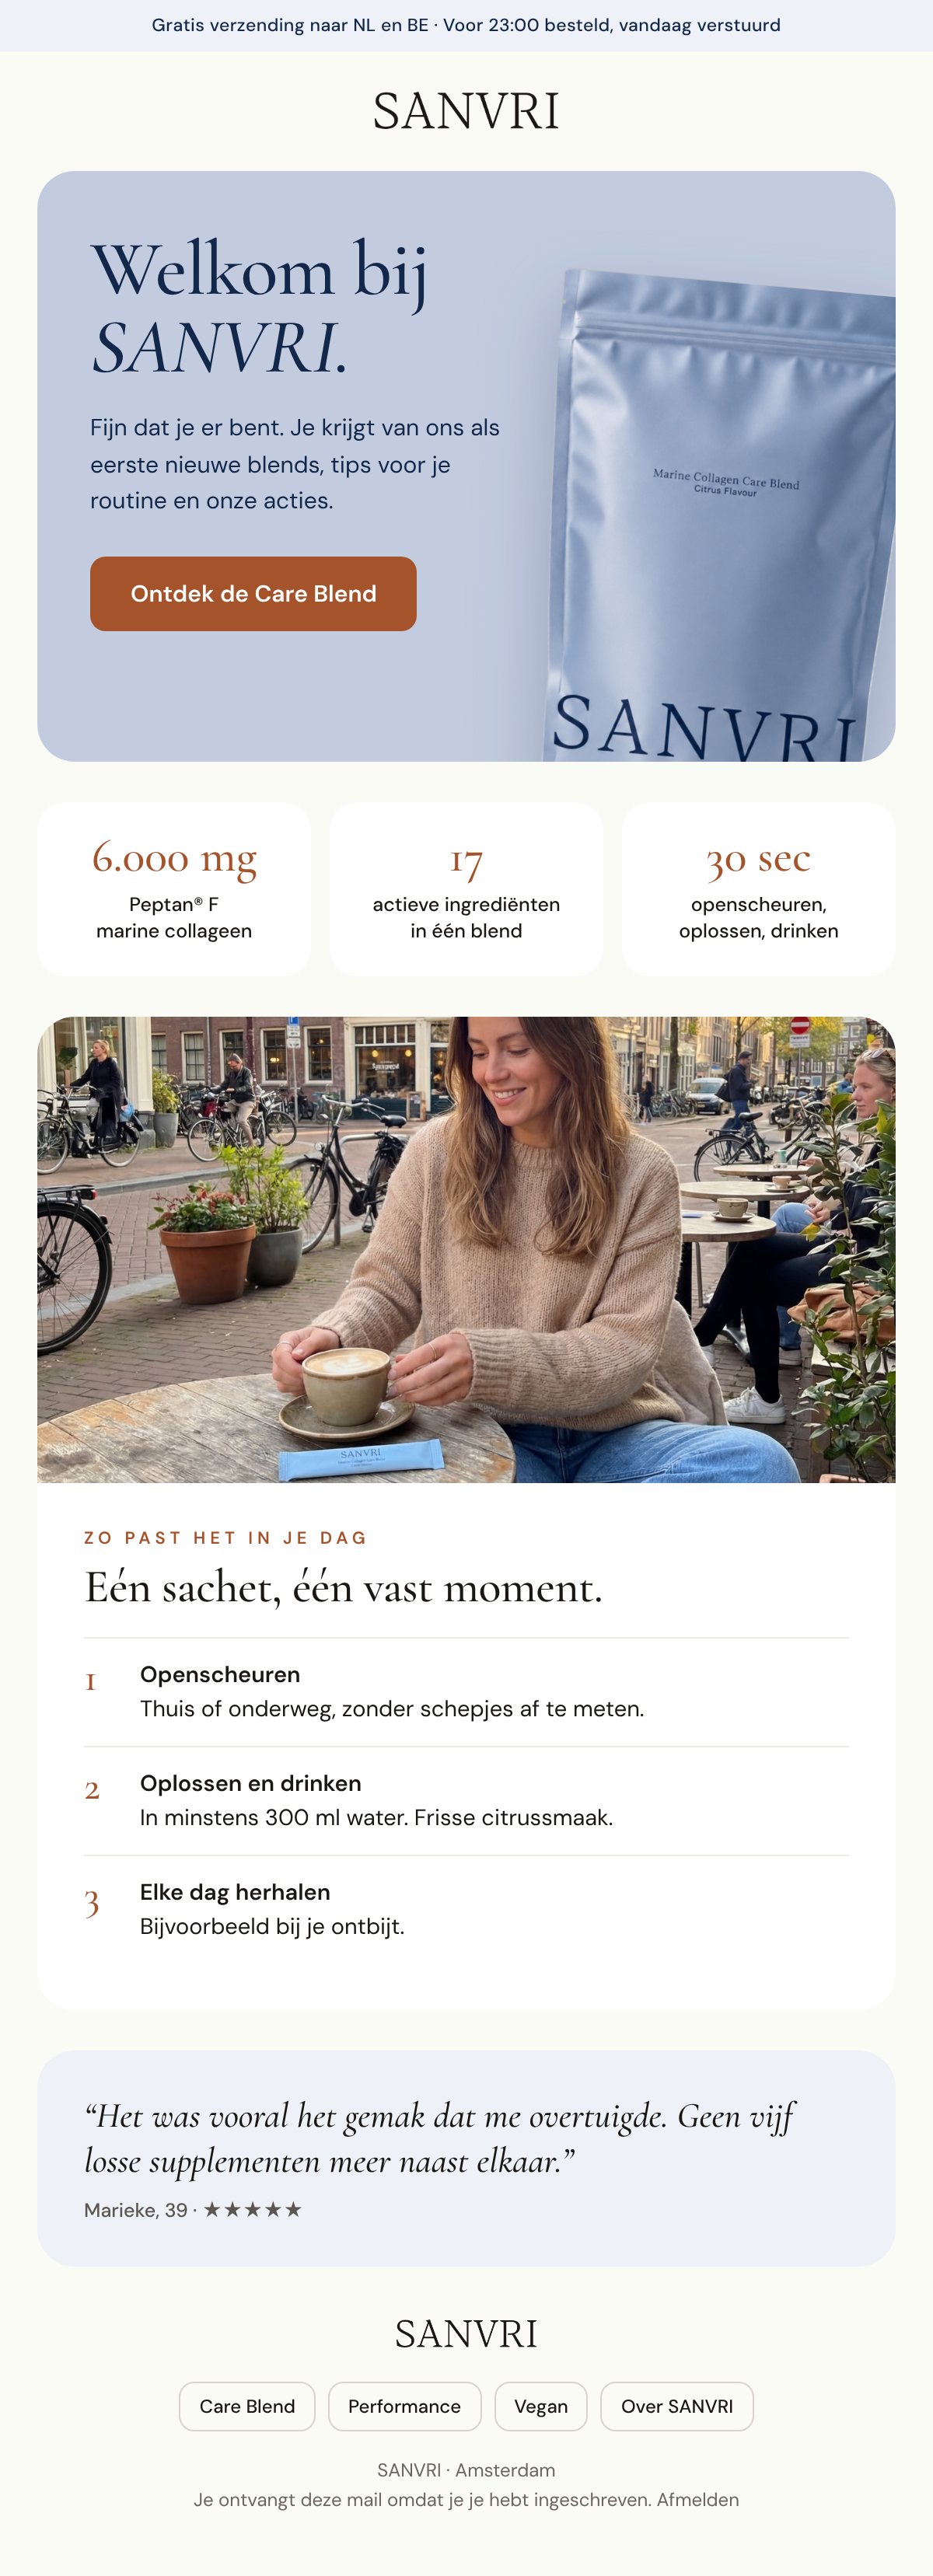 Gratis verzending naar NL en BE · Voor 23:00 besteld, vandaag verstuurd
SANVRI
Welkom bij
SANVRI.
Fijn dat je er bent. Je krijgt van ons als
eerste nieuwe blends, tips voor je
routine en onze acties.
Ontdek de Care Blend
Marine Collagen Care Blend
Citrus Flavour
SANVRI
6.000 mg
Peptan® F
marine collageen
17
actieve ingrediënten
in één blend
30 sec
openscheuren,
oplossen, drinken
SANVRI
ZO PAST HET IN JE DAG
Eén sachet, één vast moment.
1
Openscheuren
Thuis of onderweg, zonder schepjes af te meten.
2
Oplossen en drinken
In minstens 300 ml water. Frisse citrussmaak.
3
Elke dag herhalen
Bijvoorbeeld bij je ontbijt.
“Het was vooral het gemak dat me overtuigde. Geen vijf
losse supplementen meer naast elkaar.”
Marieke, 39 · ★★★★★
SANVRI
Care Blend
Performance
Vegan
Over SANVRI
SANVRI · Amsterdam
Je ontvangt deze mail omdat je je hebt ingeschreven. Afmelden